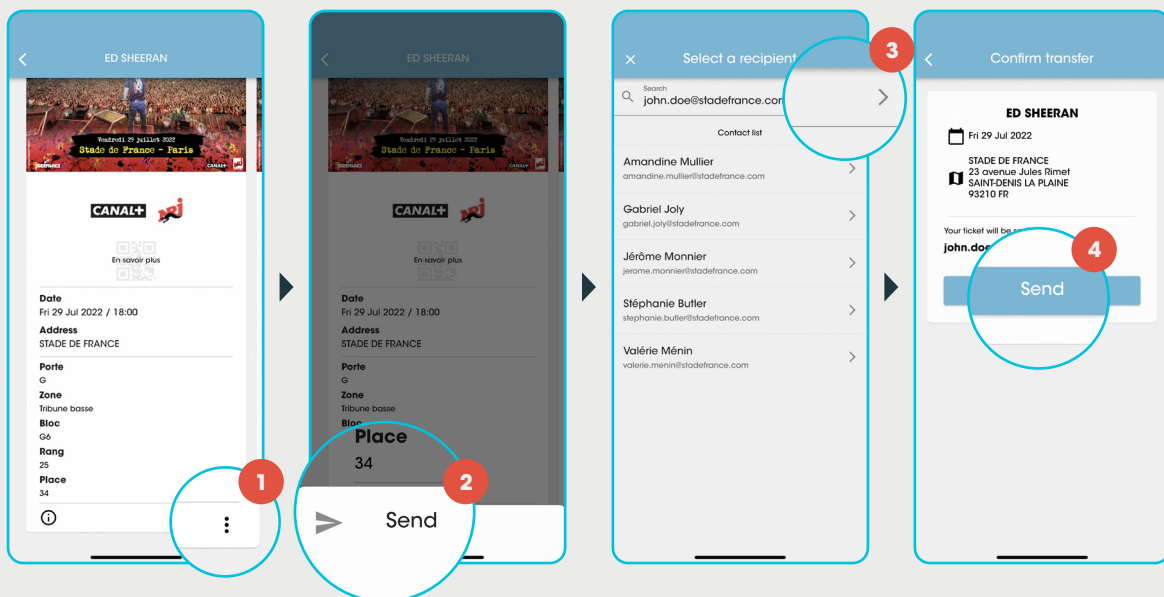 ED SHEERAN
Vendredi 29 juillet 2022
Stade de France - Paris
CANAL+ NRJ
CANAL+ NRJ
En savoir plus
Date
Fri 29 Jul 2022 / 18:00
Address
STADE DE FRANCE
Porte
G
Zone
Tribune basse
Bloc
G6
Rang
25
Place
34
1
ED SHEERAN
Vendredi 29 juillet 2022
Stade de France - Paris
CANAL+ NRJ
CANAL+ NRJ
En savoir plus
Date
Fri 29 Jul 2022 / 18:00
Address
STADE DE FRANCE
Porte
G
Zone
Tribune basse
Bloc
Place
34
2
Send
Select a recipient
3
Search
john.doe@stadefrance.com
Contact list
Amandine Mullier
amandine.mullier@stadefrance.com
Gabriel Joly
gabriel.joly@stadefrance.com
Jérôme Monnier
jerome.monnier@stadefrance.com
Stéphanie Butler
stephanie.butler@stadefrance.com
Valérie Ménin
valerie.menin@stadefrance.com
Confirm transfer
ED SHEERAN
Fri 29 Jul 2022
STADE DE FRANCE
23 avenue Jules Rimet
SAINT-DENIS LA PLAINE
93210 FR
Your ticket will be
john.doe
4
Send